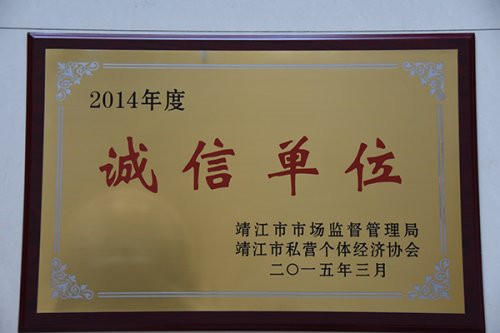 2014年度
诚信单位
靖江市市场监督管理局
靖江市私营个体经济协会
二〇一五年三月